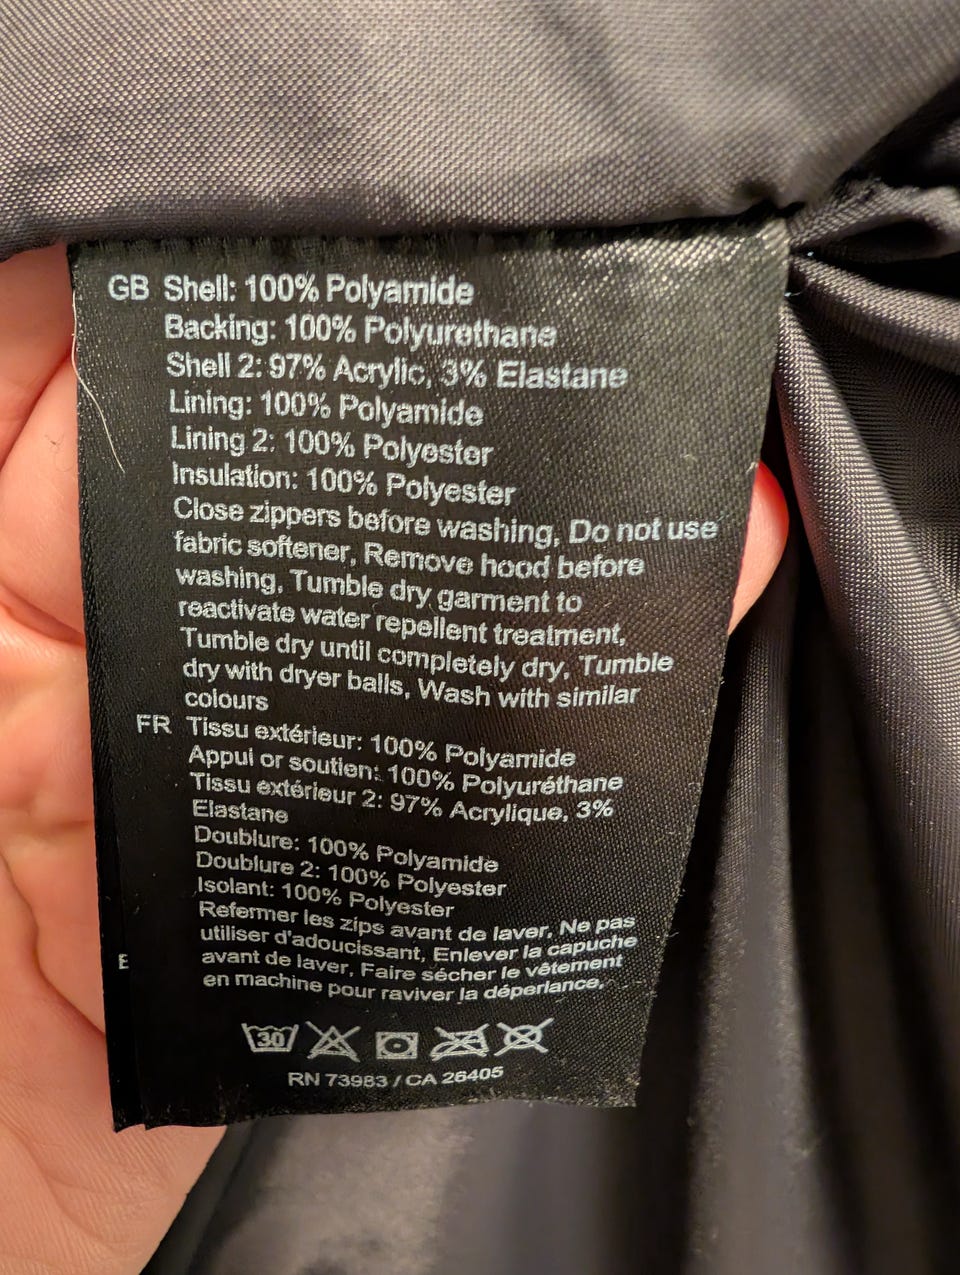 GB Shell: 100% Polyamide
Backing: 100% Polyurethane
Shell 2: 97% Acrylic, 3% Elastane
Lining: 100% Polyamide
Lining 2: 100% Polyester
Insulation: 100% Polyester
Close zippers before washing, Do not use
fabric softener, Remove hood before
washing, Tumble dry garment to
reactivate water repellent treatment,
Tumble dry until completely dry, Tumble
dry with dryer balls, Wash with similar
colours
FR Tissu extérieur: 100% Polyamide
Appui or soutien: 100% Polyuréthane
Tissu extérieur 2: 97% Acrylique, 3%
Elastane
Doublure: 100% Polyamide
Doublure 2: 100% Polyester
Isolant: 100% Polyester
Refermer les zips avant de laver, Ne pas
utiliser d'adoucissant, Enlever la capuche
avant de laver, Faire sécher le vêtement
en machine pour raviver la déperlance,
30
RN 73983 / CA 26405